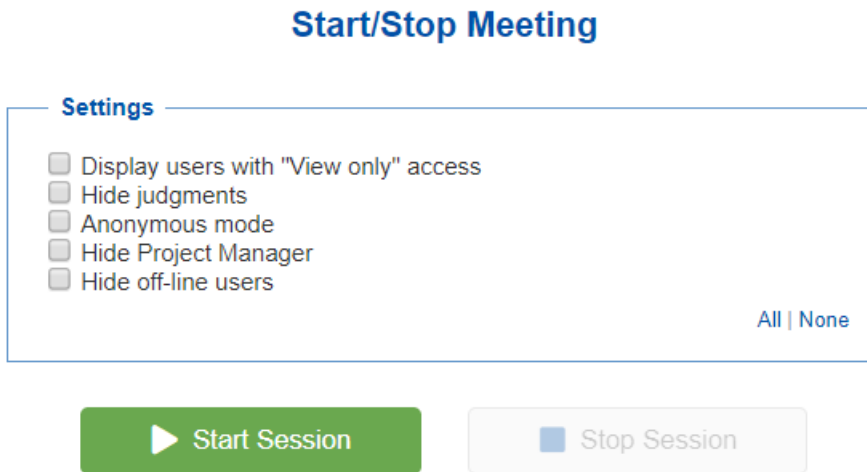 Start/Stop Meeting
Settings
Display users with "View only" access
Hide judgments
Anonymous mode
Hide Project Manager
Hide off-line users
All | None
Start Session
Stop Session